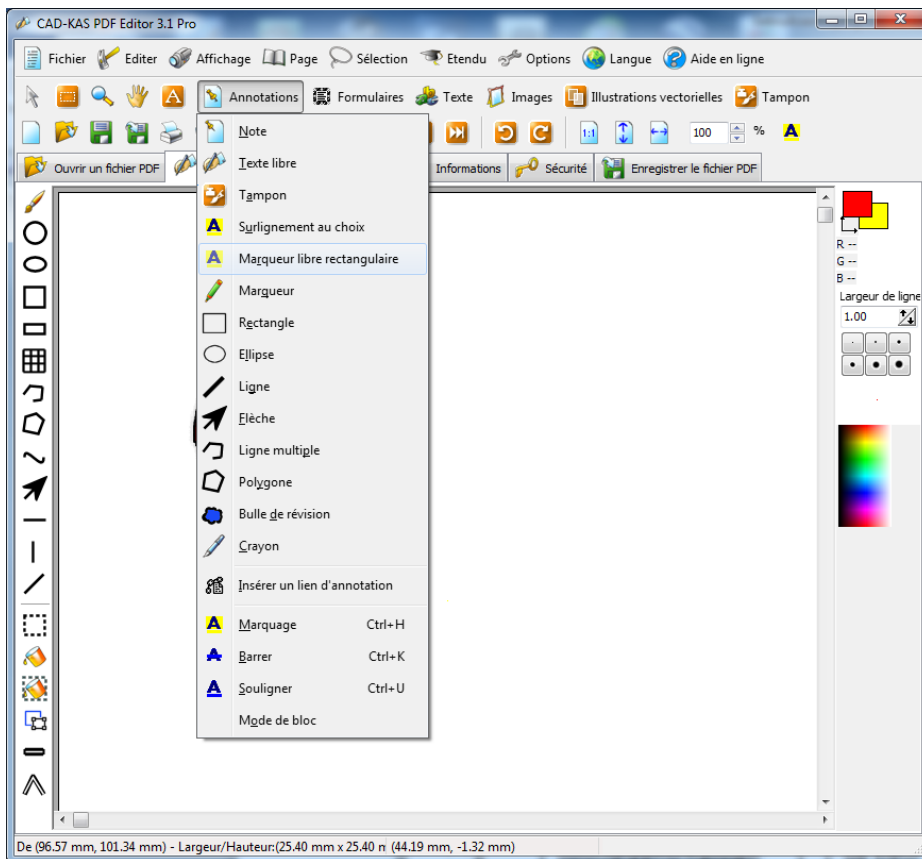 CAD-KAS PDF Editor 3.1 Pro
Fichier Editer Affichage Page Sélection Etendu Options Langue Aide en ligne
A Annotations Formulaires Texte Images Illustrations vectorielles Tampon
1:1 100 % A
Ouvrir un fichier PDF Informations Sécurité Enregistrer le fichier PDF
Note
Texte libre
Tampon
A Surlignement au choix
A Marqueur libre rectangulaire
Marqueur
Rectangle
Ellipse
Ligne
Flèche
Ligne multiple
Polygone
Bulle de révision
Crayon
Insérer un lien d'annotation
A Marquage Ctrl+H
A Barrer Ctrl+K
A Souligner Ctrl+U
Mode de bloc
R --
G --
B --
Largeur de ligne
1.00
De (96.57 mm, 101.34 mm) - Largeur/Hauteur:(25.40 mm x 25.40 n (44.19 mm, -1.32 mm)